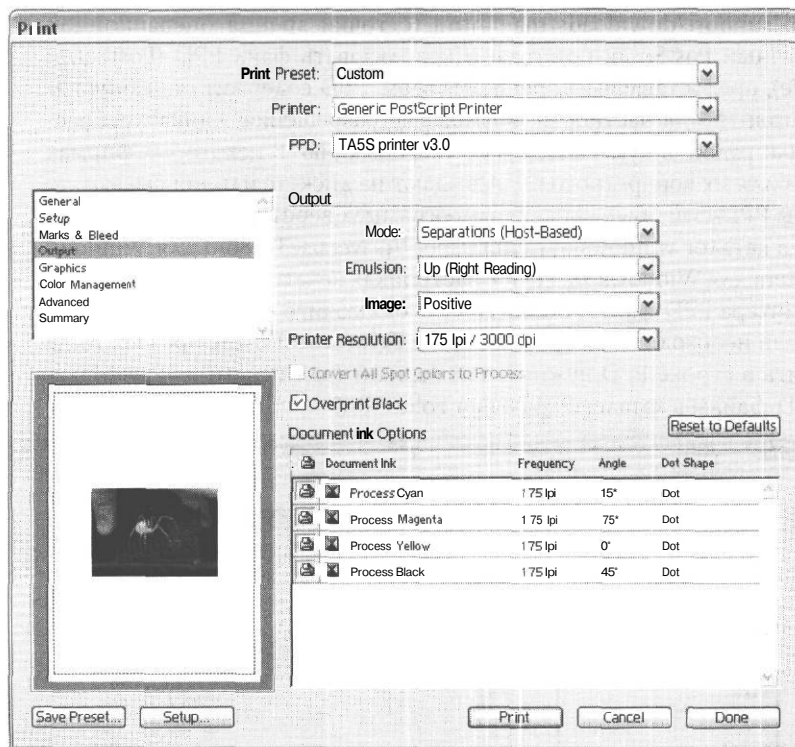 Print
Print Preset: Custom
Printer: Generic PostScript Printer
PPD: TA5S printer v3.0
General
Setup
Marks & Bleed
Output
Graphics
Color Management
Advanced
Summary
Output
Mode: Separations (Host-Based)
Emulsion: Up (Right Reading)
Image: Positive
Printer Resolution: 175 lpi / 3000 dpi
Convert All Spot Colors to Process
Overprint Black
Document ink Options
Reset to Defaults
Document Ink Frequency Angle Dot Shape
Process Cyan 175 lpi 15° Dot
Process Magenta 175 lpi 75° Dot
Process Yellow 175 lpi 0° Dot
Process Black 175 lpi 45° Dot
Save Preset... Setup... Print Cancel Done